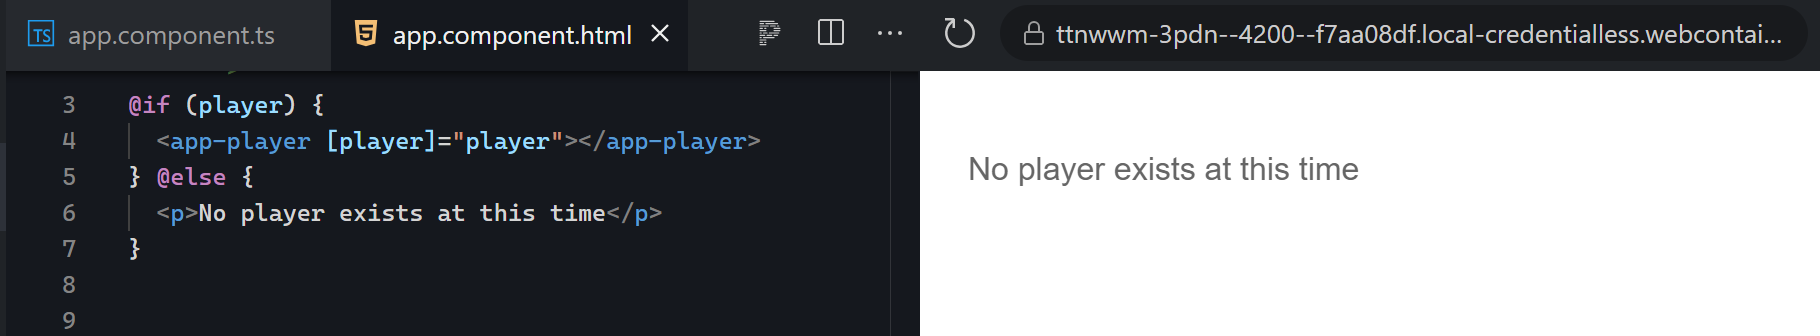 TS app.component.ts
5 app.component.html
ttnwwm-3pdn--4200--f7aa08df.local-credentialless.webcontai...
3 @if (player) {
4 <app-player [player]="player"></app-player>
5 } @else {
6 <p>No player exists at this time</p>
7 }
8
9
No player exists at this time